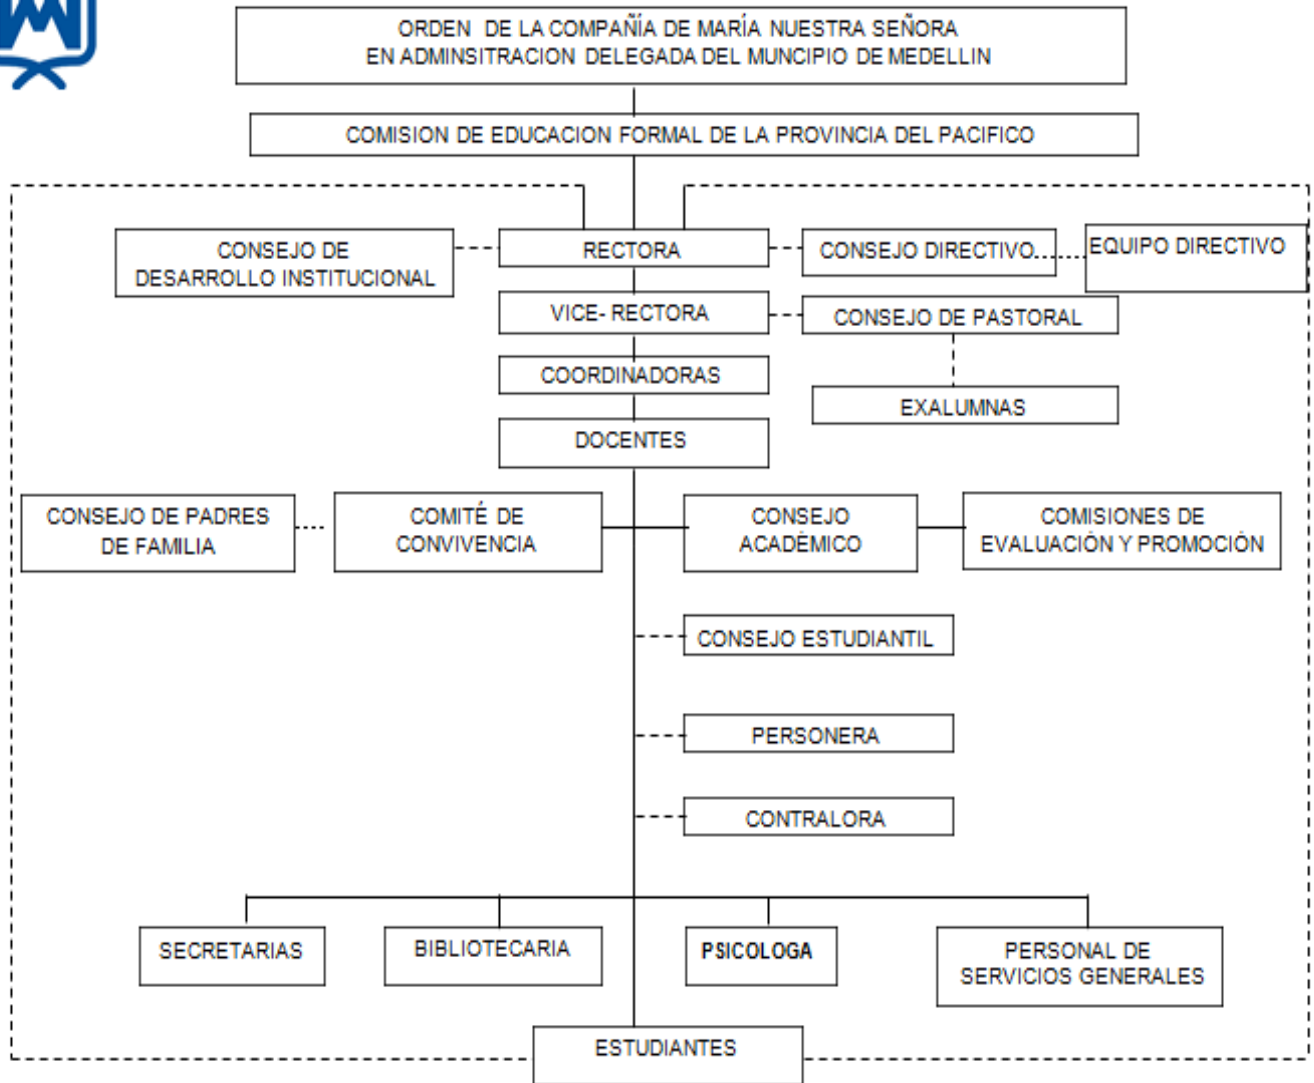 ORDEN DE LA COMPAÑÍA DE MARÍA NUESTRA SEÑORA
EN ADMINSITRACION DELEGADA DEL MUNCIPIO DE MEDELLIN
COMISION DE EDUCACION FORMAL DE LA PROVINCIA DEL PACIFICO
CONSEJO DE
DESARROLLO INSTITUCIONAL
RECTORA
CONSEJO DIRECTIVO
EQUIPO DIRECTIVO
VICE- RECTORA
CONSEJO DE PASTORAL
COORDINADORAS
EXALUMNAS
DOCENTES
CONSEJO DE PADRES
DE FAMILIA
COMITÉ DE
CONVIVENCIA
CONSEJO
ACADÉMICO
COMISIONES DE
EVALUACIÓN Y PROMOCIÓN
CONSEJO ESTUDIANTIL
PERSONERA
CONTRALORA
SECRETARIAS
BIBLIOTECARIA
PSICOLOGA
PERSONAL DE
SERVICIOS GENERALES
ESTUDIANTES